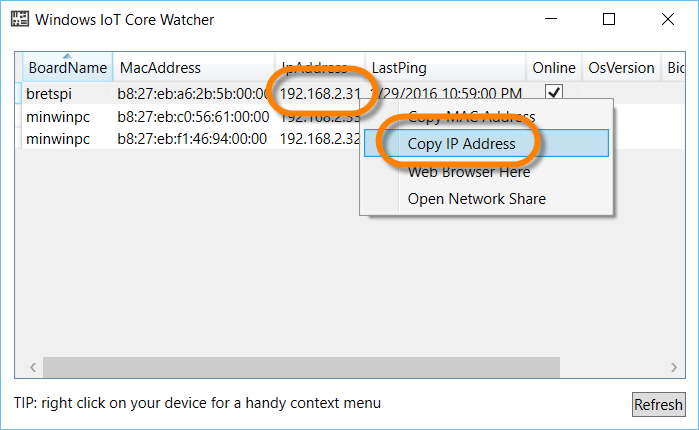 Windows IoT Core Watcher
BoardName MacAddress IpAddress LastPing Online OsVersion Bio
bretspi b8:27:eb:a6:2b:5b:00:00 192.168.2.31 1/29/2016 10:59:00 PM
minwinpc b8:27:eb:c0:56:61:00:00 192.168.2.33
minwinpc b8:27:eb:f1:46:94:00:00 192.168.2.32
Copy MAC Address
Copy IP Address
Web Browser Here
Open Network Share
TIP: right click on your device for a handy context menu
Refresh